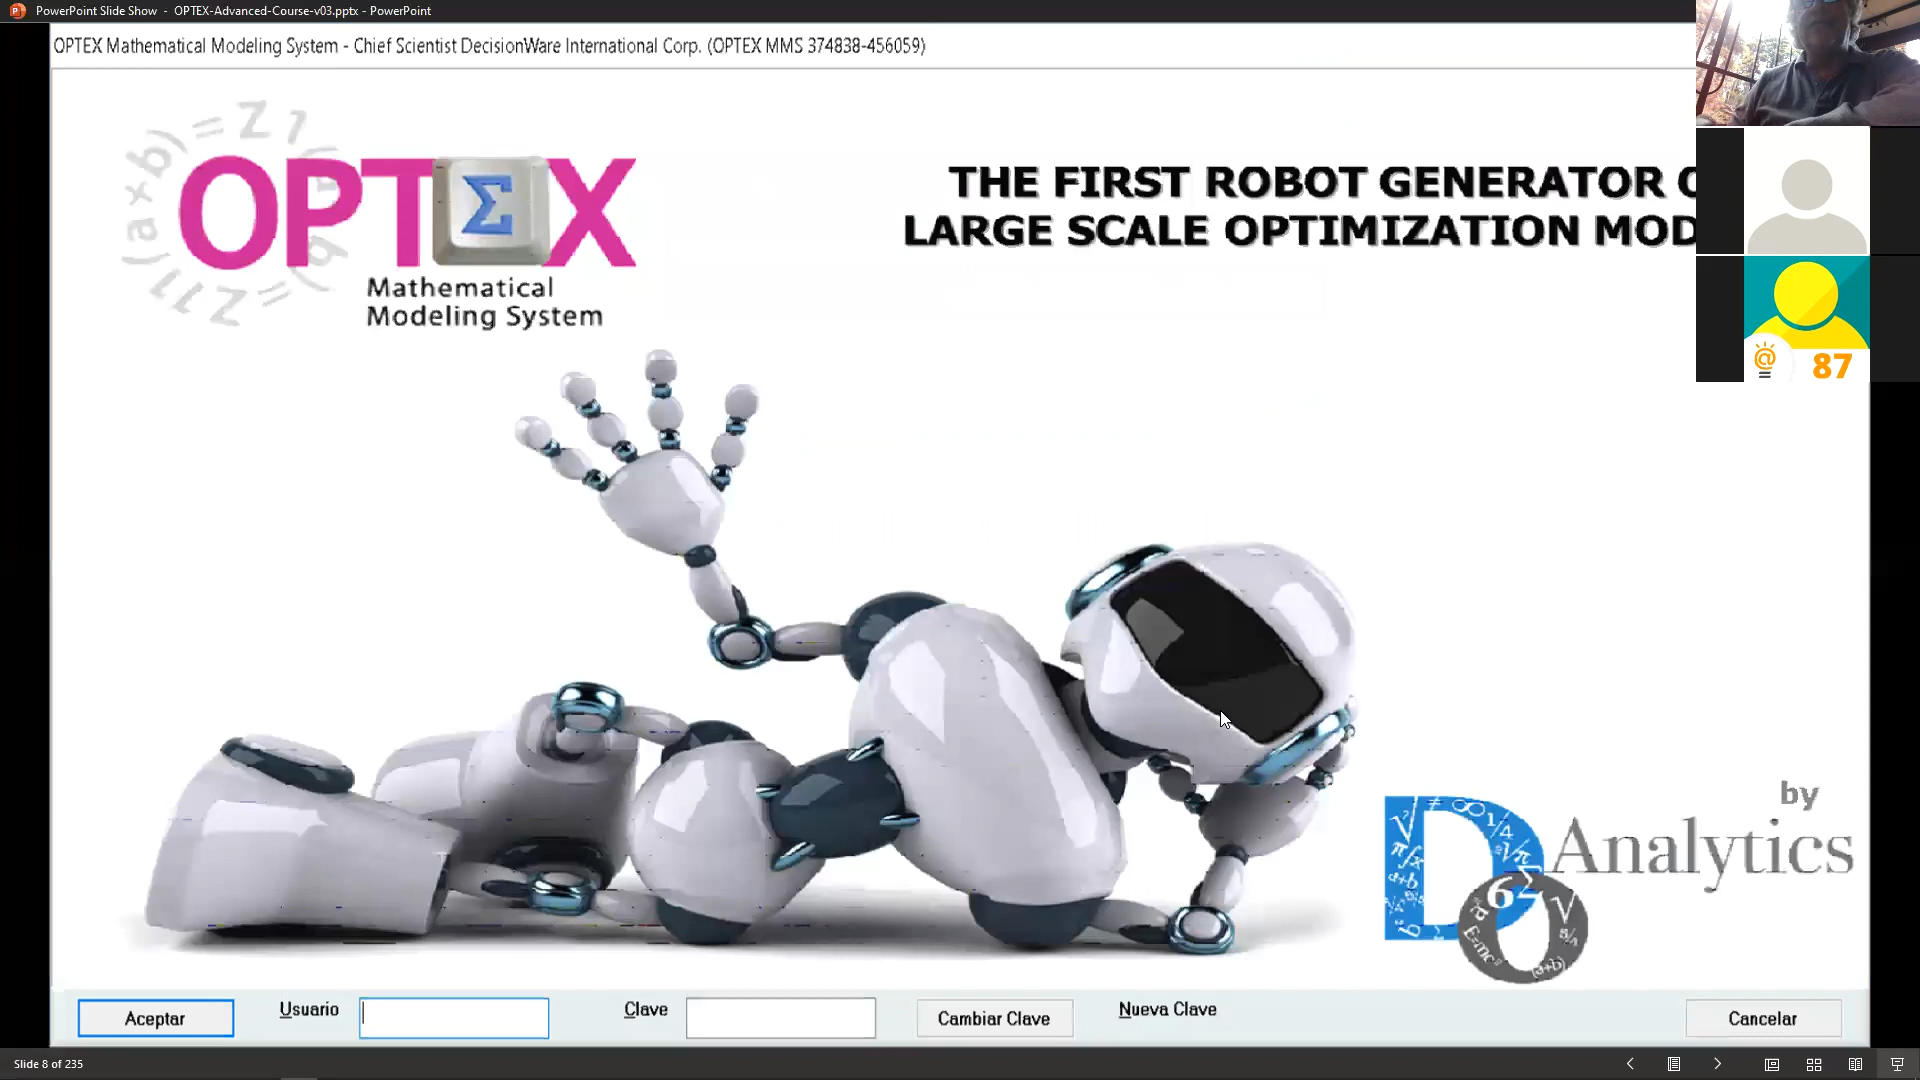 PowerPoint Slide Show - OPTEX-Advanced-Course-v03.pptx - PowerPoint
OPTEX Mathematical Modeling System - Chief Scientist DecisionWare International Corp. (OPTEX MMS 374838-456059)
OPTΣX
Mathematical
Modeling System
THE FIRST ROBOT GENERATOR O
LARGE SCALE OPTIMIZATION MOD
@ 87
by
DO Analytics
Aceptar Usuario Clave Cambiar Clave Nueva Clave Cancelar
Slide 8 of 235